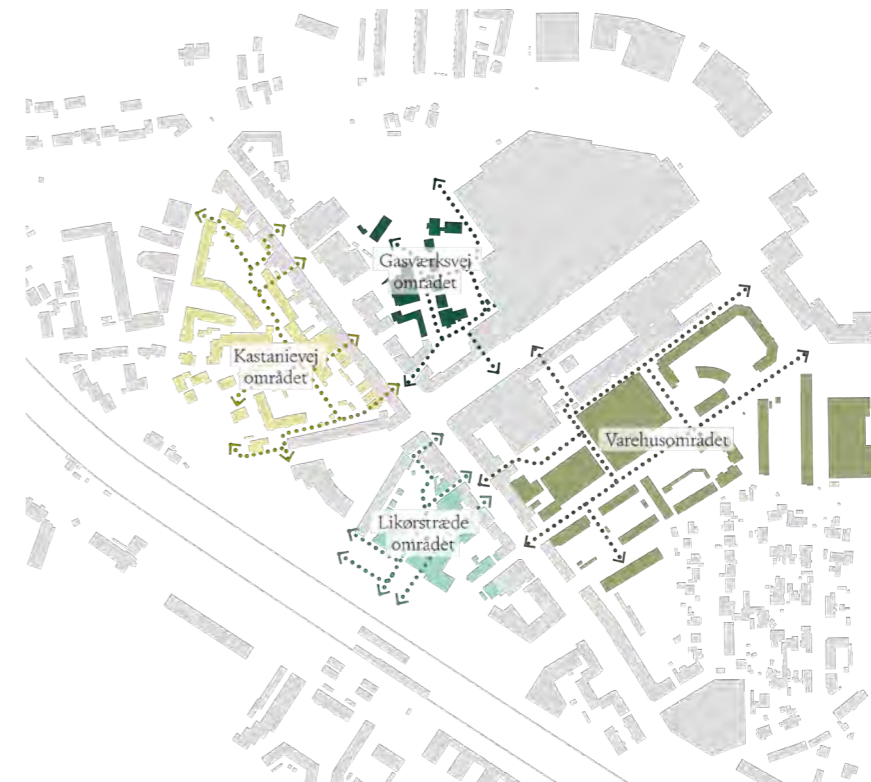 Gasværksvej
området
Kastanievej
området
Varehusområdet
Likørstræde
området